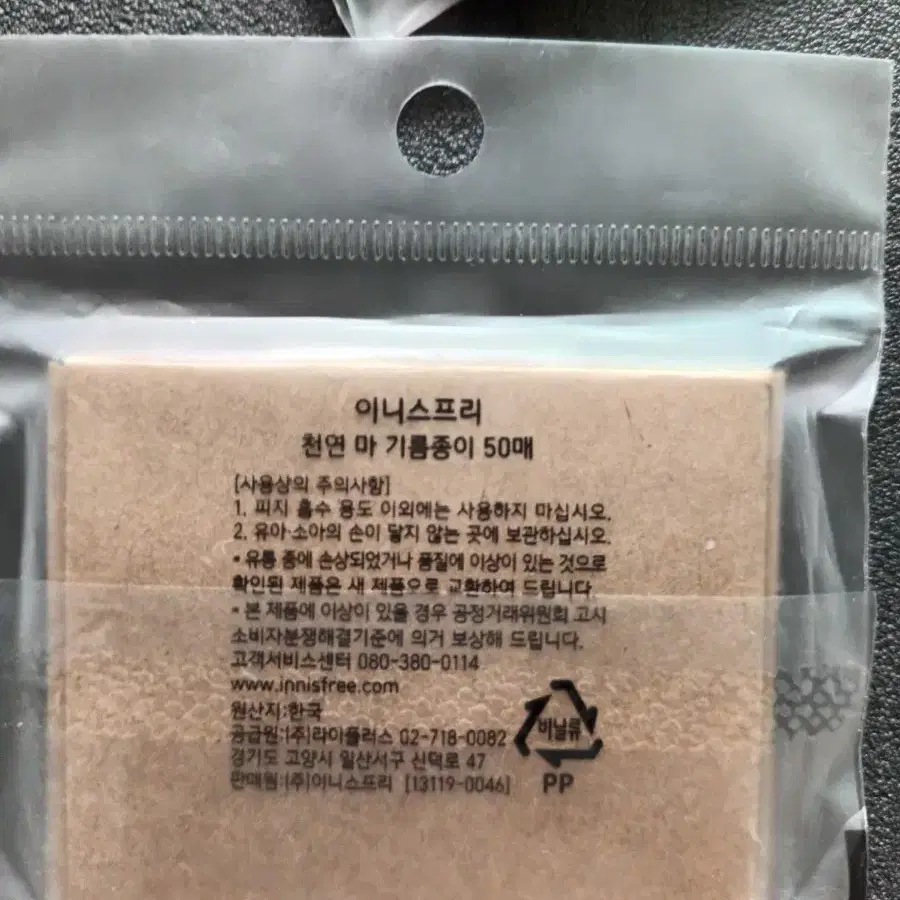 이니스프리
천연 마 기름종이 50매
[사용상의 주의사항]
1. 피지 흡수 용도 이외에는 사용하지 마십시오.
2. 유아·소아의 손이 닿지 않는 곳에 보관하십시오.
* 유통 중에 손상되었거나 품질에 이상이 있는 것으로
확인된 제품은 새 제품으로 교환하여 드립니다.
* 본 제품에 이상이 있을 경우 공정거래위원회 고시
소비자분쟁해결기준에 의거 보상해 드립니다.
고객서비스센터 080-380-0114
www.innisfree.com
원산지:한국
공급원:(주)라이플러스 02-718-0082
경기도 고양시 일산서구 신덕로 47
판매원:(주)이니스프리 [13119-0046]
비닐류
PP